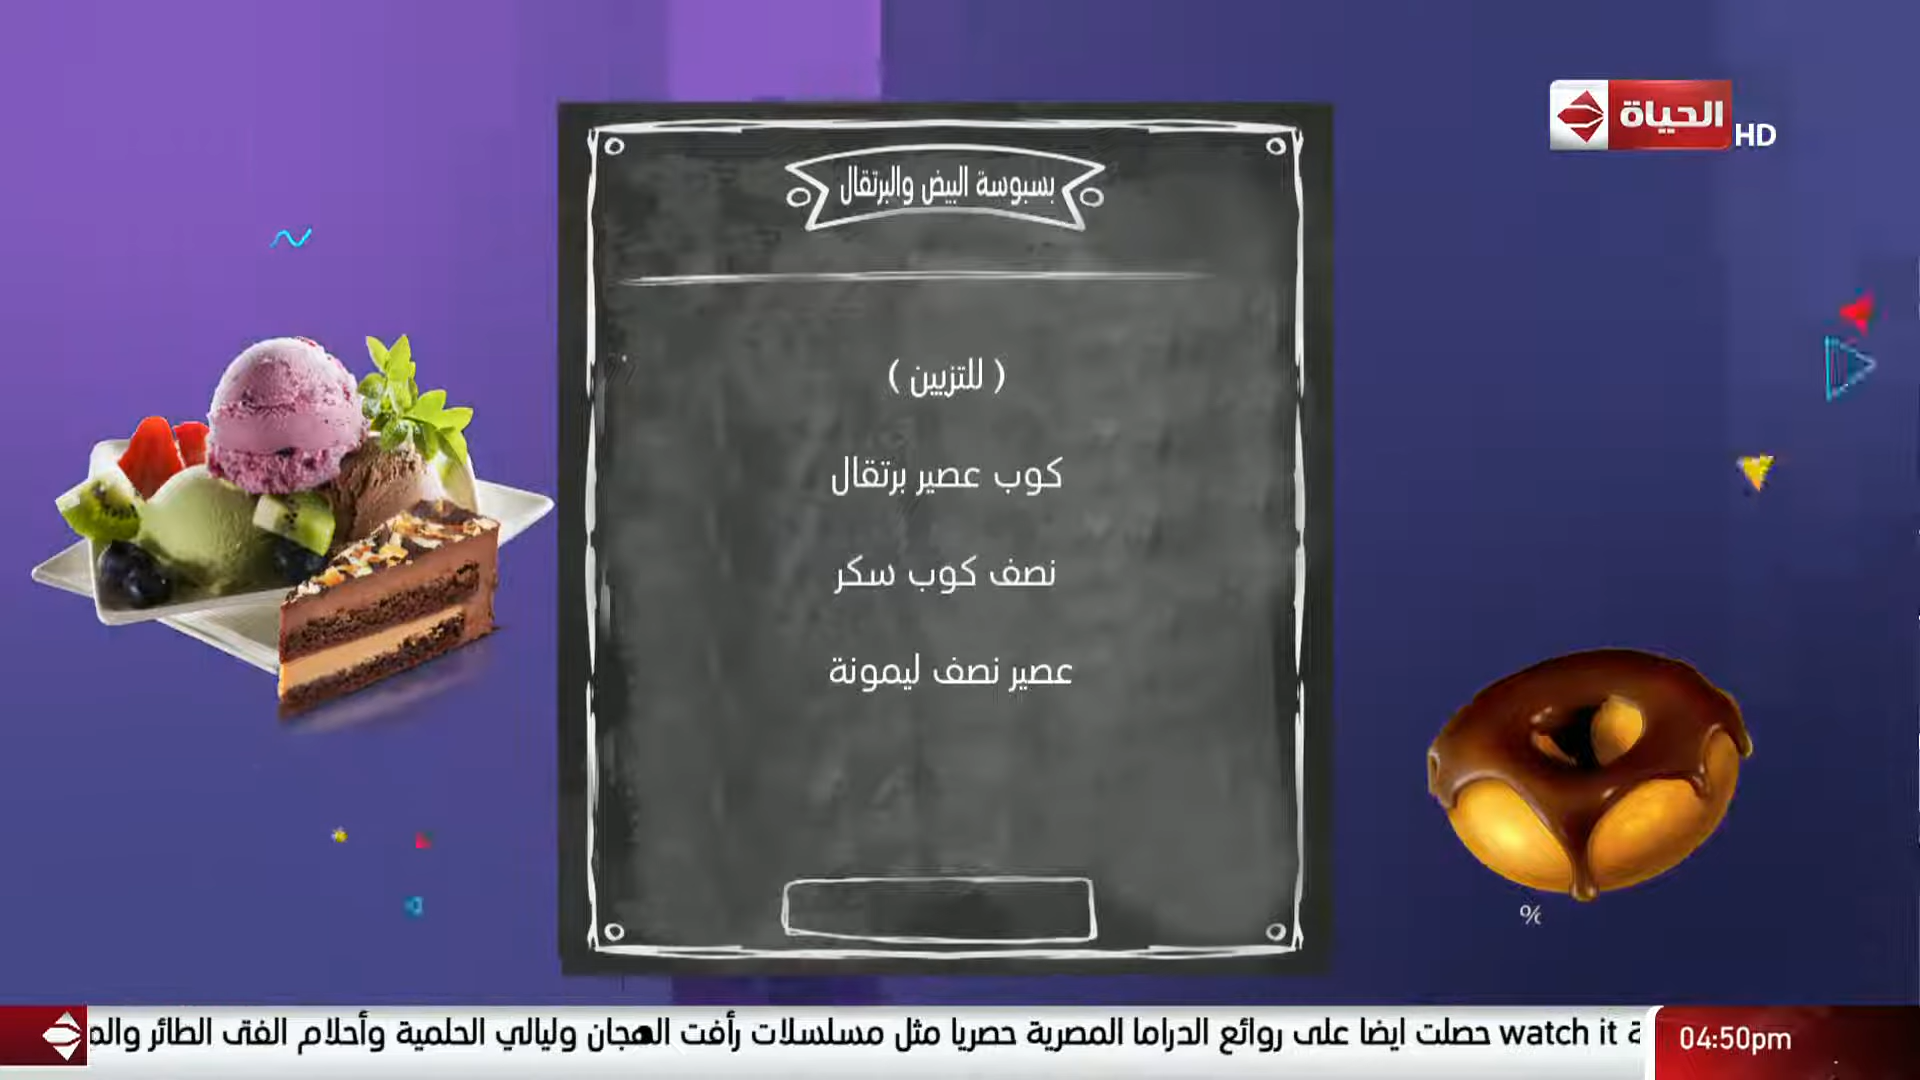 الحياة
HD
بسبوسة البيض والبرتقال
( للتزيين )
كوب عصير برتقال
نصف كوب سكر
عصير نصف ليمونة
%
ة watch it حصلت ايضا على روائع الدراما المصرية حصريا مثل مسلسلات رأفت الهجان وليالي الحلمية وأحلام الفتى الطائر والم
04:50pm